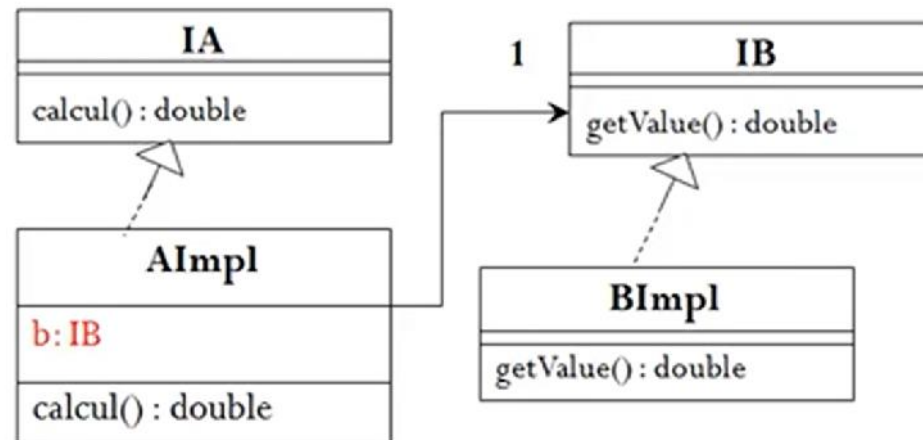 IA
calcul() : double
1
IB
getValue() : double
AImpl
b: IB
calcul() : double
BImpl
getValue() : double